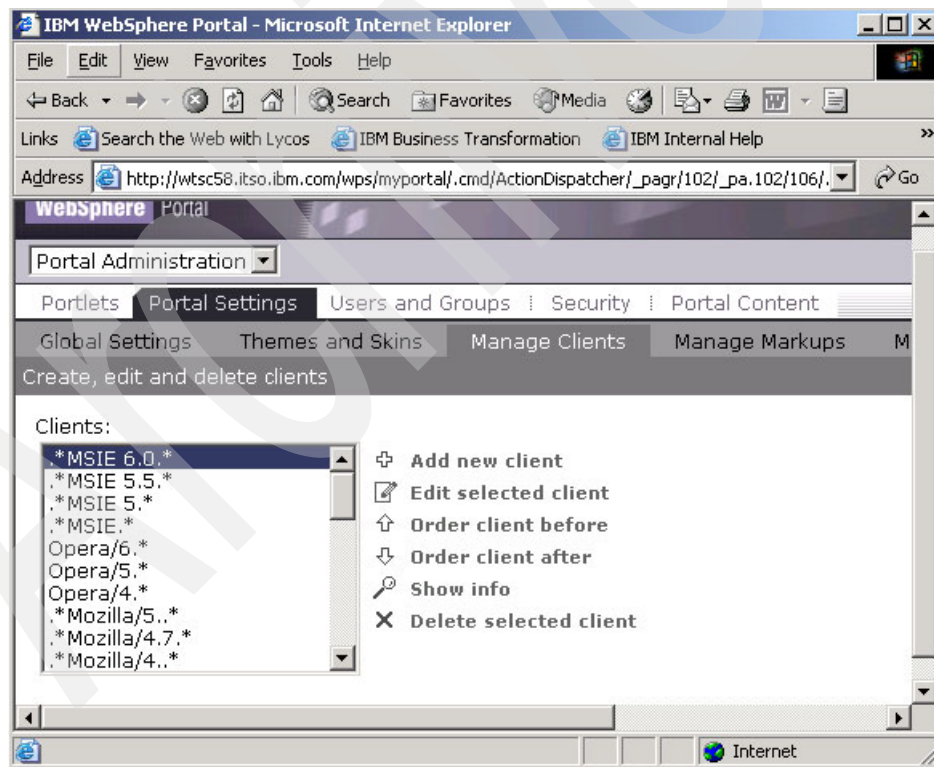 IBM WebSphere Portal - Microsoft Internet Explorer
File Edit View Favorites Tools Help
Back Search Favorites Media
Links Search the Web with Lycos IBM Business Transformation IBM Internal Help »
Address http://wtsc58.itso.ibm.com/wps/myportal/.cmd/ActionDispatcher/_pagr/102/_pa.102/106/. Go
WebSphere Portal
Portal Administration
Portlets Portal Settings Users and Groups Security Portal Content
Global Settings Themes and Skins Manage Clients Manage Markups M
Create, edit and delete clients
Clients:
.*MSIE 6.0.*
.*MSIE 5.5.*
.*MSIE 5.*
.*MSIE.*
Opera/6.*
Opera/5.*
Opera/4.*
.*Mozilla/5..*
.*Mozilla/4.7.*
.*Mozilla/4..*
Add new client
Edit selected client
Order client before
Order client after
Show info
Delete selected client
Internet